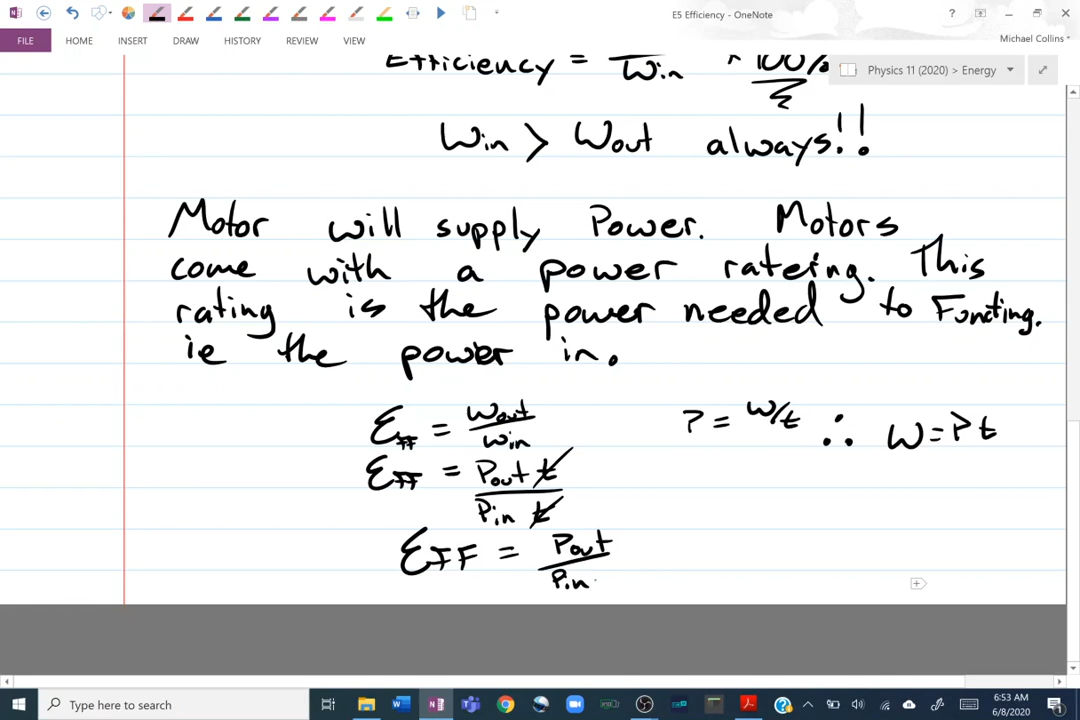 E5 Efficiency - OneNote
FILE HOME INSERT DRAW HISTORY REVIEW VIEW
Michael Collins
Physics 11 (2020) > Energy
Efficiency = /Win × 100%
Win > Wout always!!
Motor will supply Power. Motors
come with a power rateing. This
rating is the power needed to Functing.
ie the power in.
Eff = Wout/Win P = W/t ∴ W = Pt
Eff = Pout t/Pin t
EFF = Pout/Pin
Type here to search
6:53 AM
6/8/2020